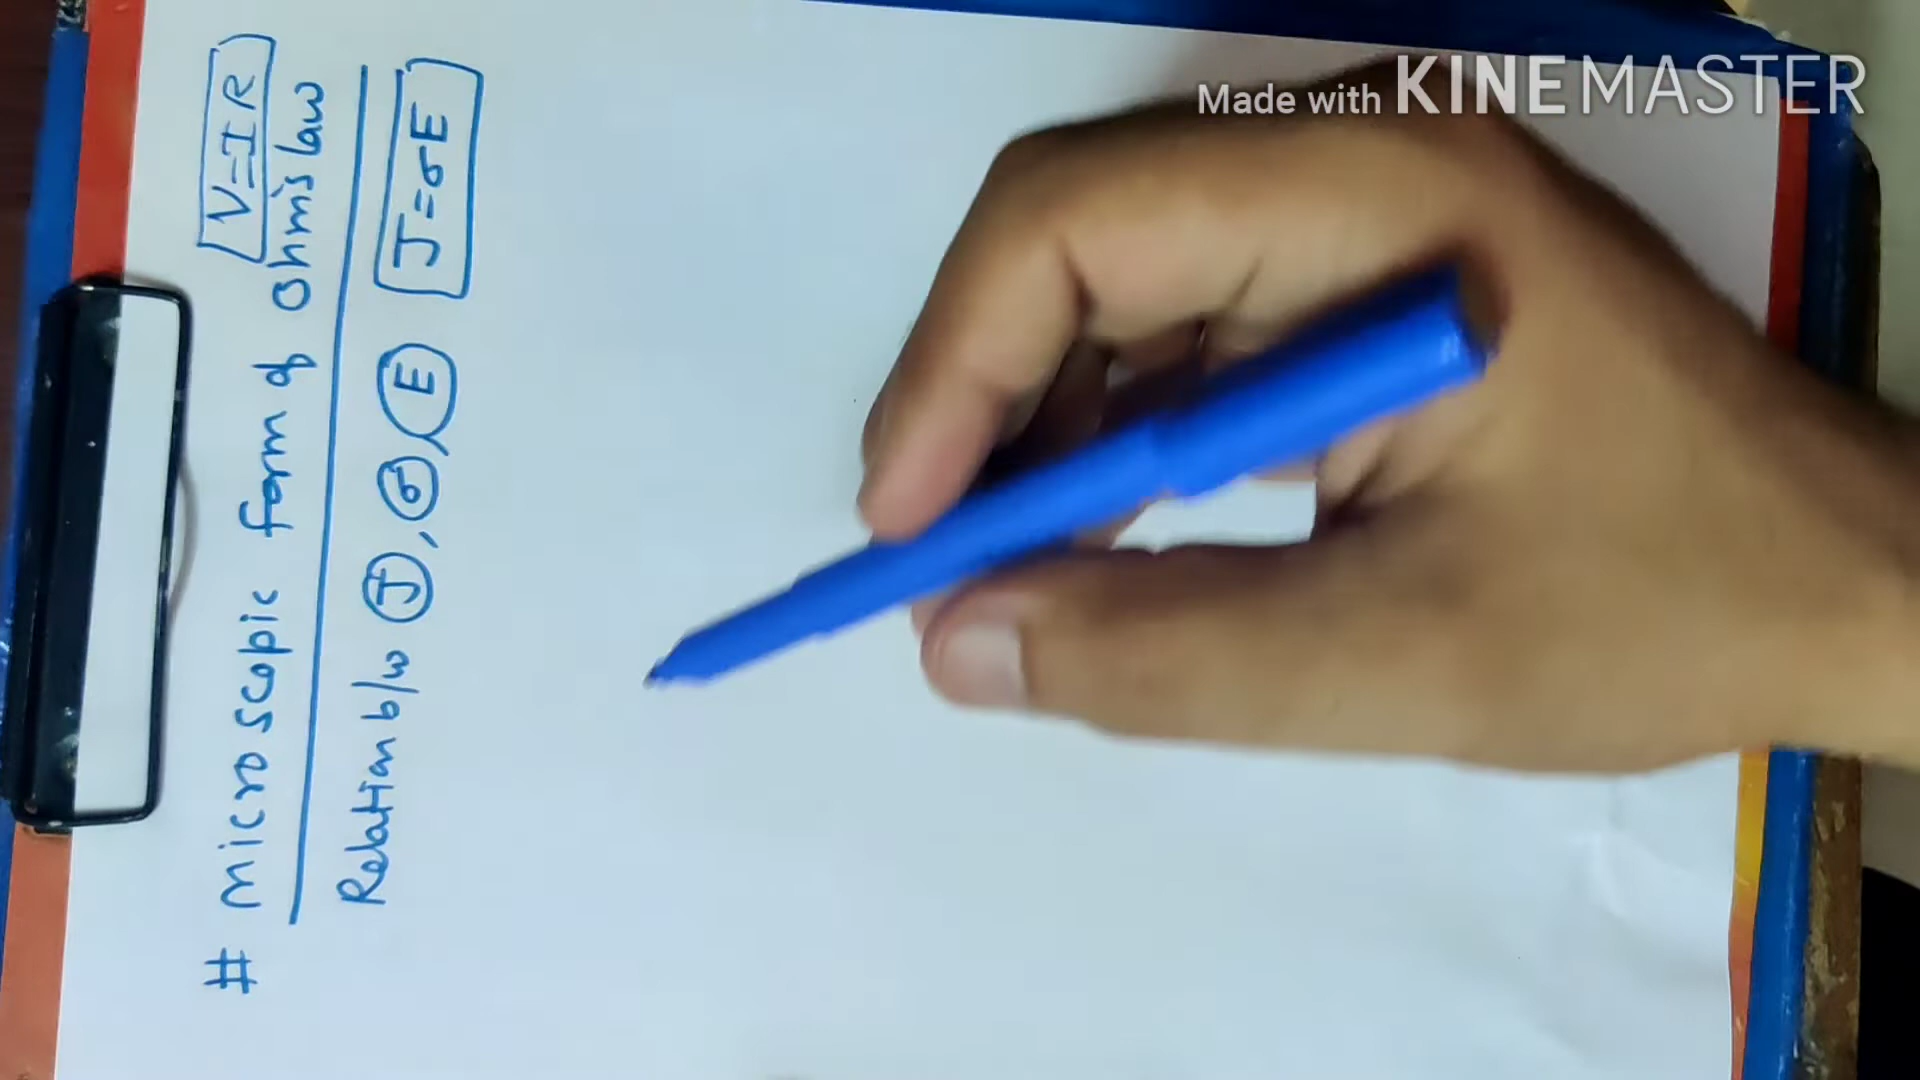 Made with KINEMASTER
V=IR
# microscopic form of ohm's law
Relation b/w J, σ, E J=σE